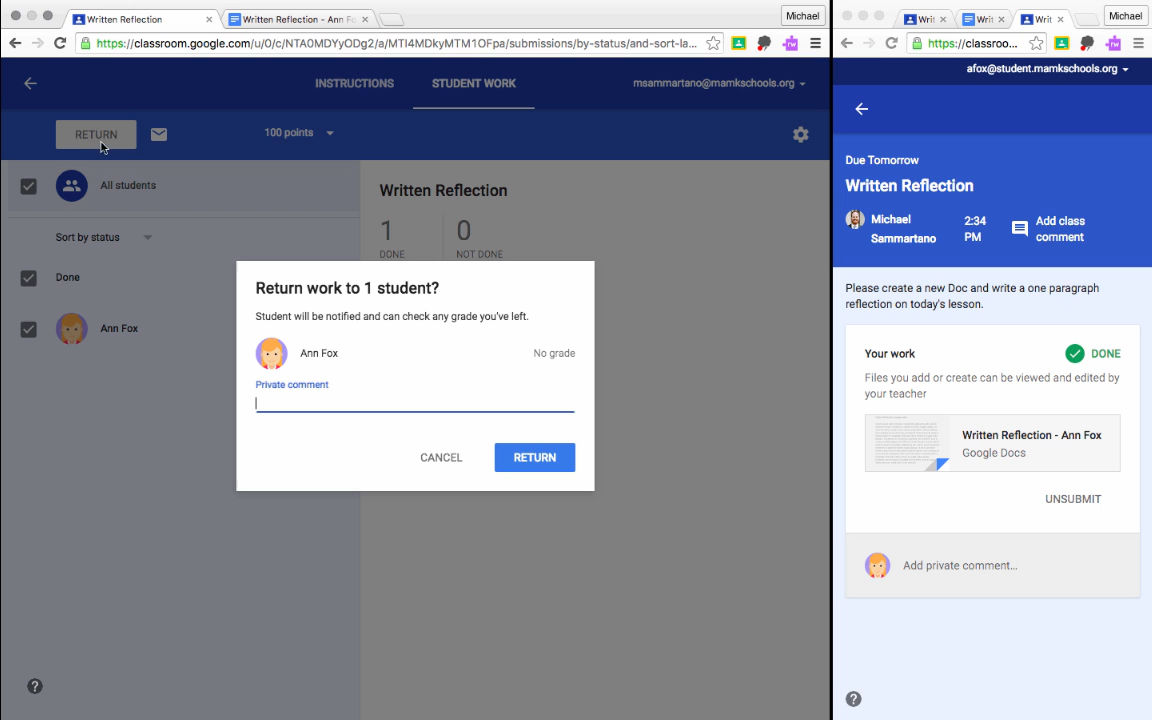 Written Reflection
Written Reflection - Ann Fo
Michael
https://classroom.google.com/u/0/c/NTA0MDYyODg2/a/MTI4MDkyMTM1OFpa/submissions/by-status/and-sort-la...
INSTRUCTIONS
STUDENT WORK
msammartano@mamkschools.org
RETURN
100 points
All students
Sort by status
Done
Ann Fox
Written Reflection
1
DONE
0
NOT DONE
Return work to 1 student?
Student will be notified and can check any grade you've left.
Ann Fox
No grade
Private comment
CANCEL
RETURN
?
Writ
Writ
Writ
Michael
https://classroo...
afox@student.mamkschools.org
Due Tomorrow
Written Reflection
Michael
Sammartano
2:34
PM
Add class
comment
Please create a new Doc and write a one paragraph
reflection on today's lesson.
Your work
DONE
Files you add or create can be viewed and edited by
your teacher
Written Reflection - Ann Fox
Google Docs
UNSUBMIT
Add private comment...
?